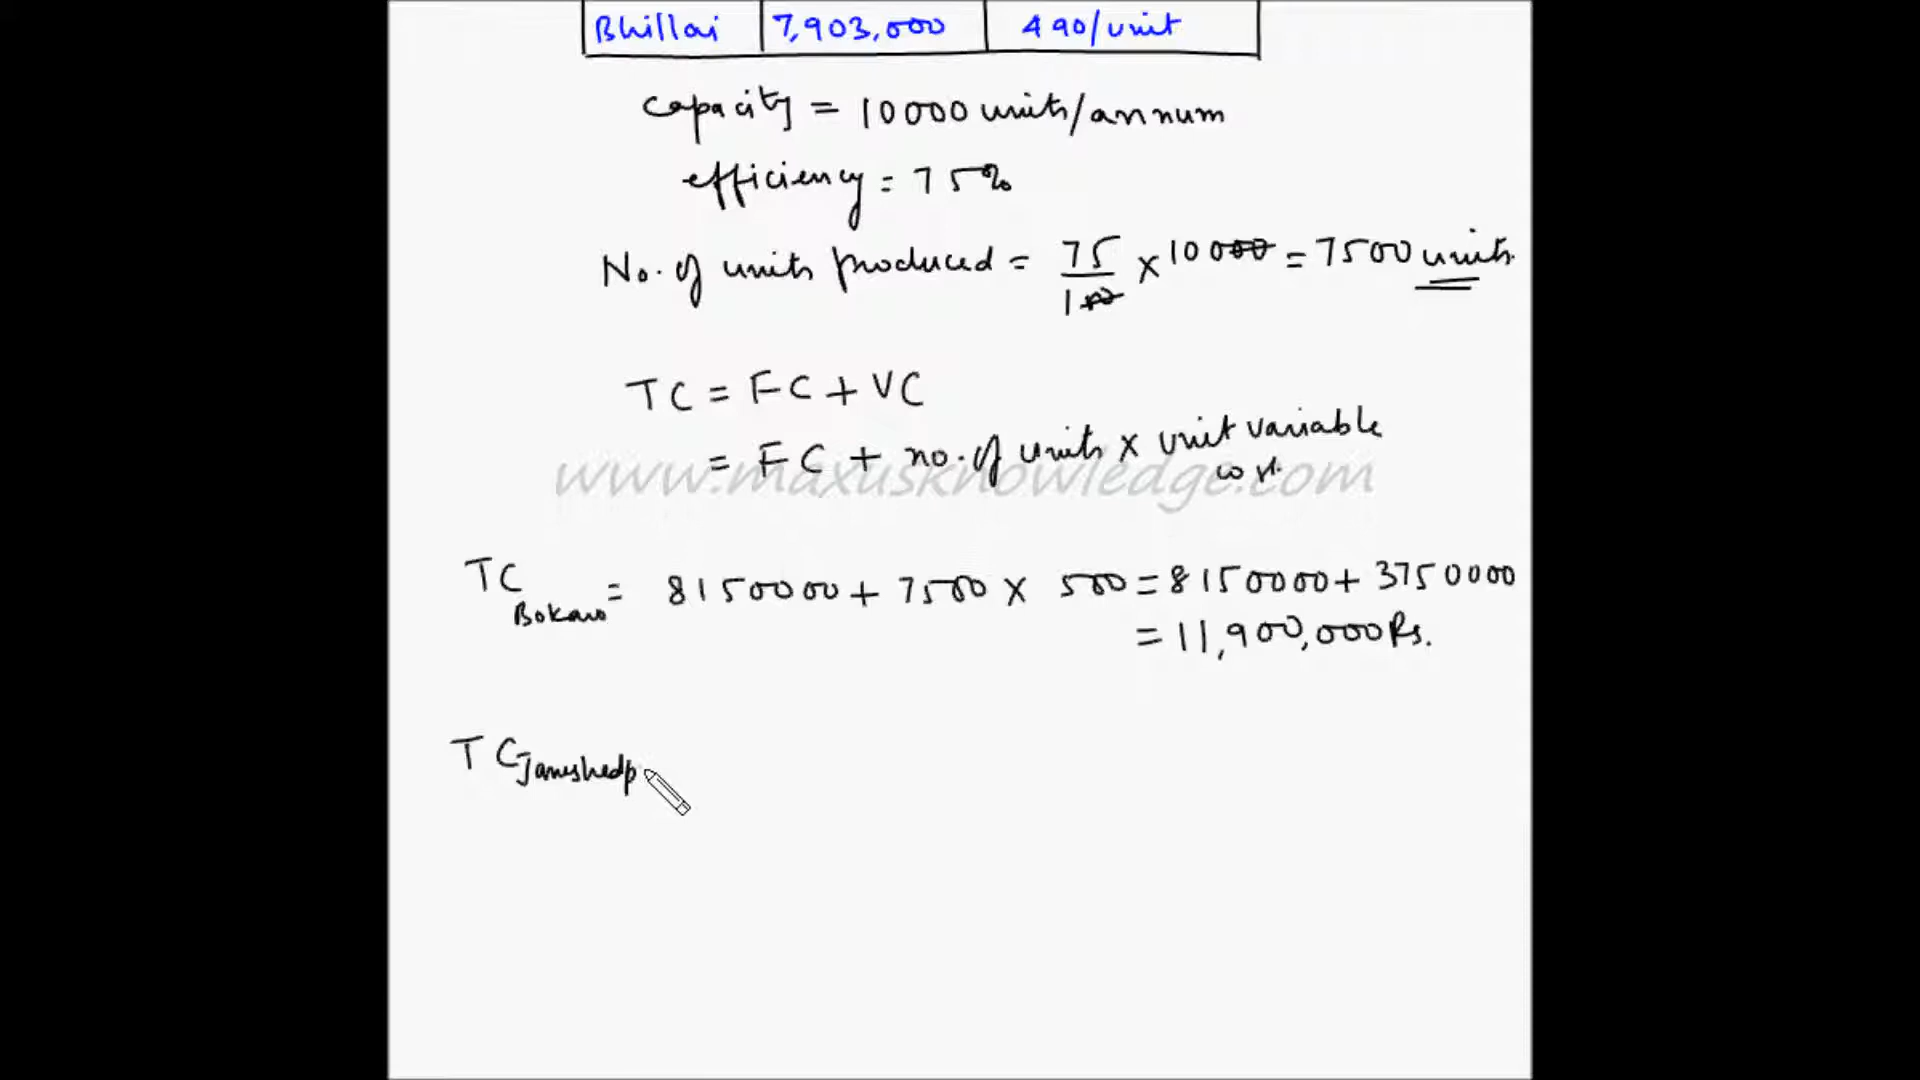 Bhillai 7,903,000 490/unit
capacity = 10000 units/annum
efficiency = 75%
No. of units produced = 75/100 x 10000 = 7500 units.
TC = FC + VC
= FC + no. of units x unit variable cost.
www.maxusknowledge.com
TC Bokaro = 8150000 + 7500 x 500 = 8150000 + 3750000
= 11,900,000 Rs.
TC Jamshedp